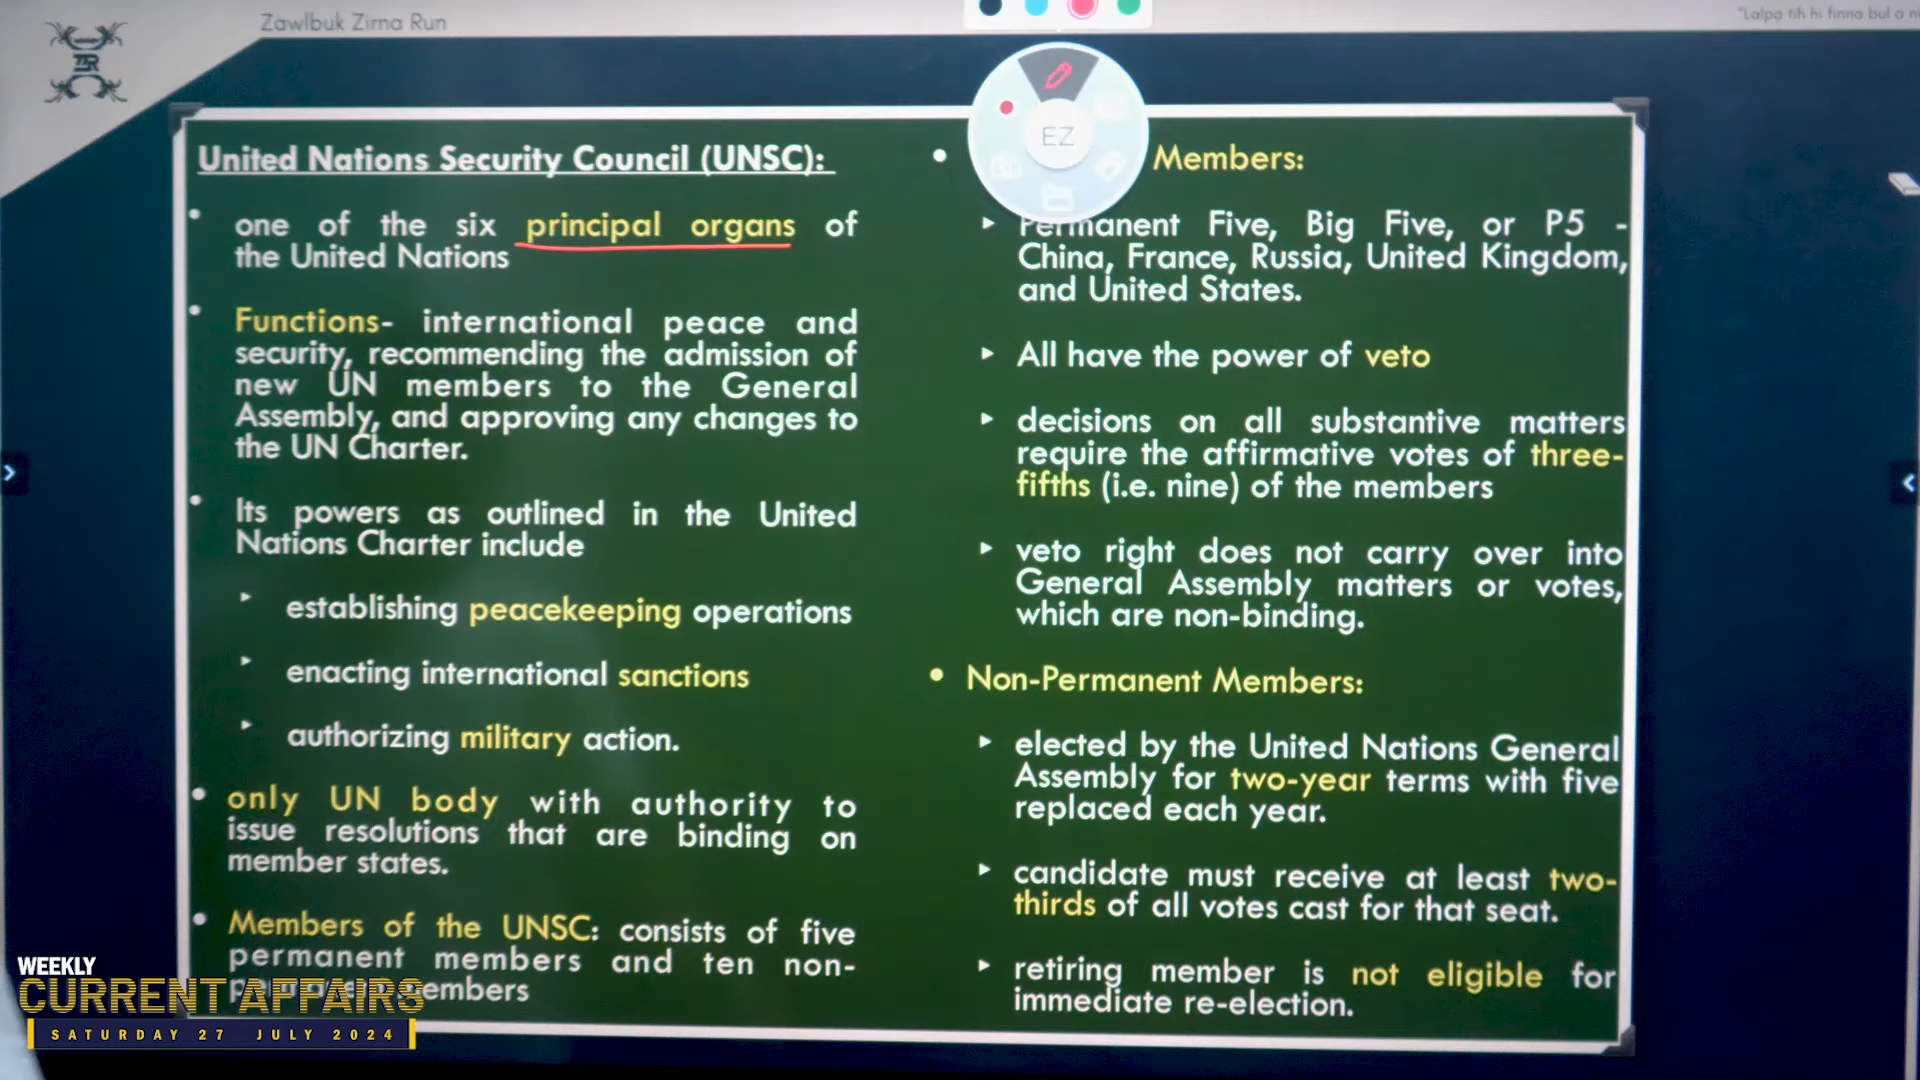 Zawlbuk Zirna Run
"Lalpa tih hi finna bul a ni
TZR
EZ
United Nations Security Council (UNSC):
one of the six principal organs of
the United Nations
Functions- international peace and
security, recommending the admission of
new UN members to the General
Assembly, and approving any changes to
the UN Charter.
Its powers as outlined in the United
Nations Charter include
establishing peacekeeping operations
enacting international sanctions
authorizing military action.
only UN body with authority to
issue resolutions that are binding on
member states.
Members of the UNSC: consists of five
permanent members and ten non-
members
Members:
Permanent Five, Big Five, or P5 -
China, France, Russia, United Kingdom,
and United States.
All have the power of veto
decisions on all substantive matters
require the affirmative votes of three-
fifths (i.e. nine) of the members
veto right does not carry over into
General Assembly matters or votes,
which are non-binding.
Non-Permanent Members:
elected by the United Nations General
Assembly for two-year terms with five
replaced each year.
candidate must receive at least two-
thirds of all votes cast for that seat.
retiring member is not eligible for
immediate re-election.
WEEKLY
CURRENT AFFAIRS
SATURDAY 27 JULY 2024